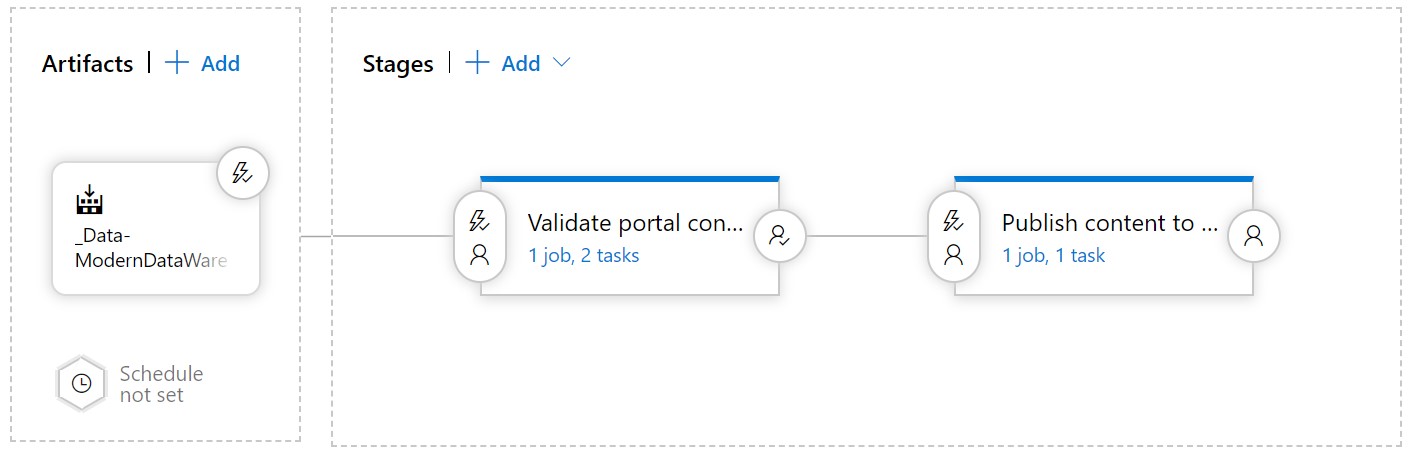 Artifacts | + Add
Stages | + Add
_Data-
ModernDataWare
Validate portal con...
1 job, 2 tasks
Publish content to ...
1 job, 1 task
Schedule
not set